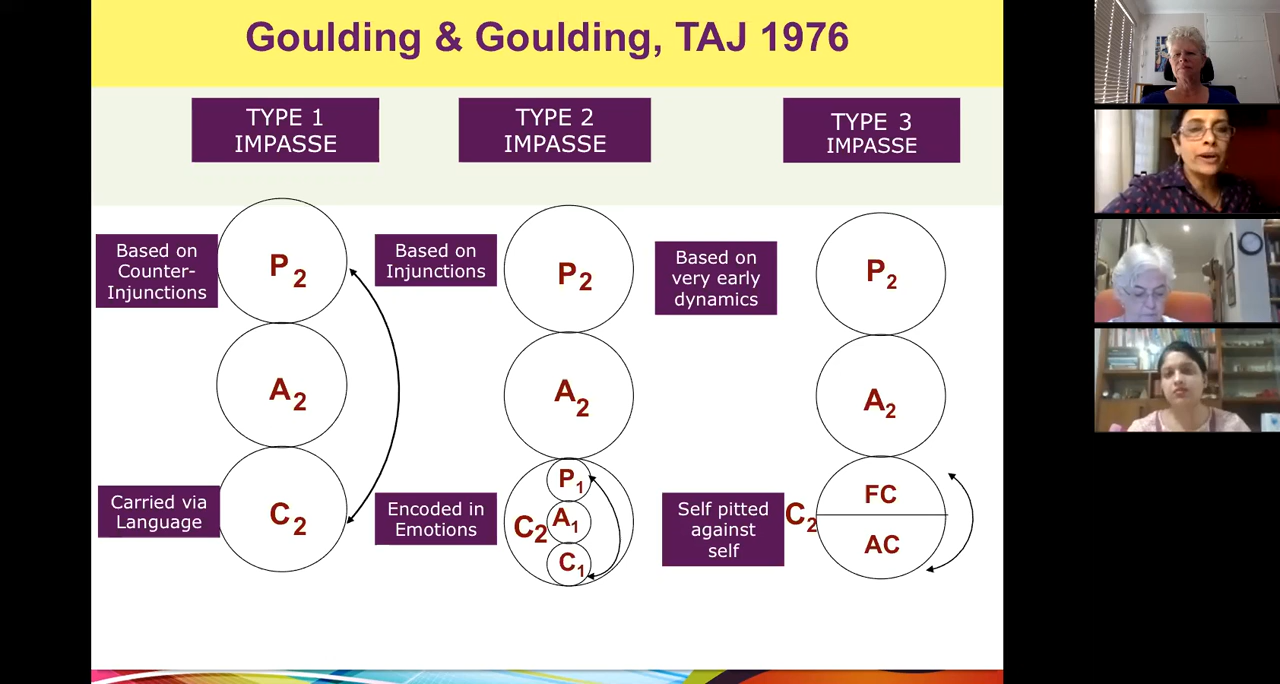 Goulding & Goulding, TAJ 1976
TYPE 1
IMPASSE
TYPE 2
IMPASSE
TYPE 3
IMPASSE
Based on
Counter-
Injunctions
P2
A2
C2
Carried via
Language
Based on
Injunctions
P2
A2
P1
C2
A1
C1
Encoded in
Emotions
Based on
very early
dynamics
P2
A2
C2
FC
AC
Self pitted
against
self